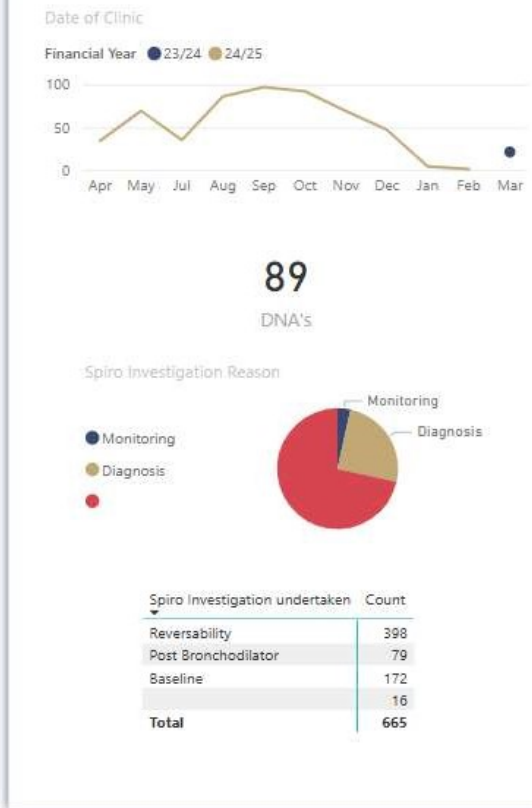 Date of Clinic
Financial Year 23/24 24/25
100
50
0
Apr May Jul Aug Sep Oct Nov Dec Jan Feb Mar
89
DNA's
Spiro Investigation Reason
Monitoring
Diagnosis
Monitoring
Diagnosis
Spiro Investigation undertaken Count
Reversability 398
Post Bronchodilator 79
Baseline 172
16
Total 665